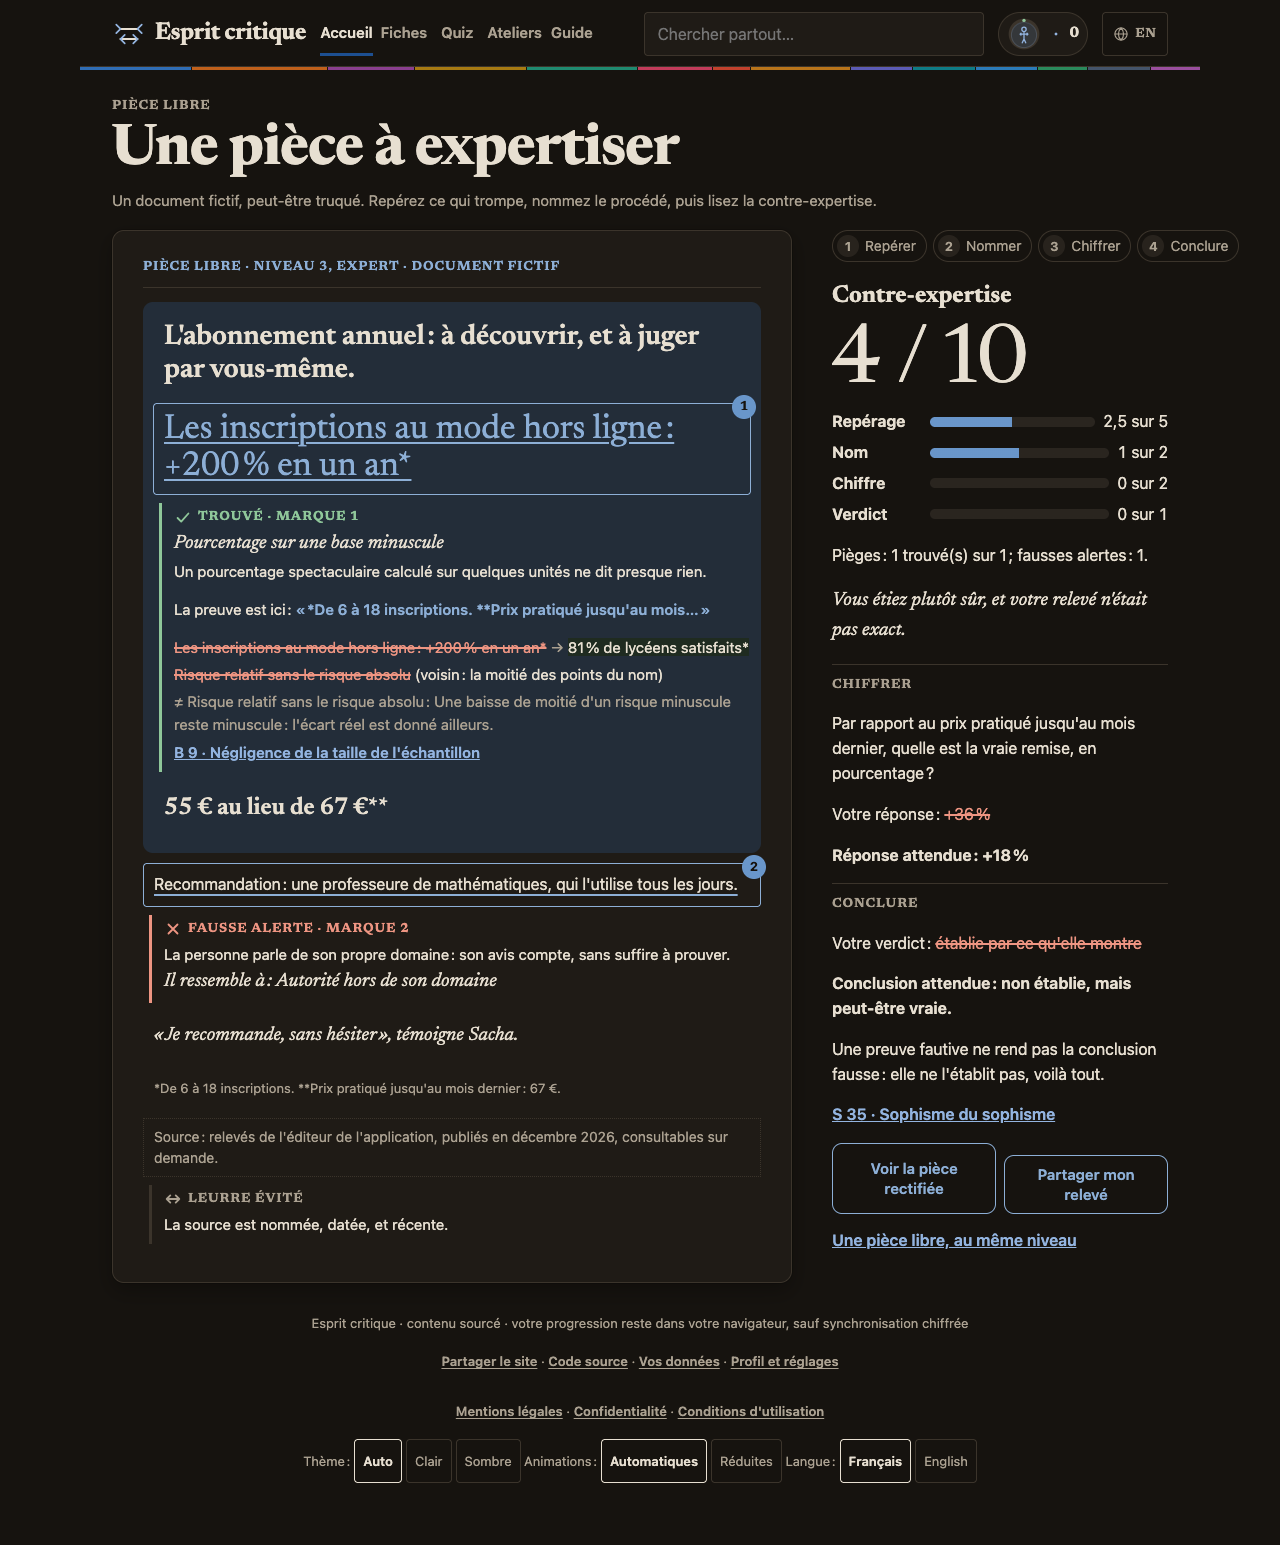 Esprit critique
Accueil Fiches Quiz Ateliers Guide
Chercher partout...
· 0
EN
PIÈCE LIBRE
Une pièce à expertiser
Un document fictif, peut-être truqué. Repérez ce qui trompe, nommez le procédé, puis lisez la contre-expertise.
PIÈCE LIBRE · NIVEAU 3, EXPERT · DOCUMENT FICTIF
L'abonnement annuel : à découvrir, et à juger
par vous-même.
1
Les inscriptions au mode hors ligne :
+200 % en un an*
TROUVÉ · MARQUE 1
Pourcentage sur une base minuscule
Un pourcentage spectaculaire calculé sur quelques unités ne dit presque rien.
La preuve est ici : « *De 6 à 18 inscriptions. **Prix pratiqué jusqu'au mois… »
Les inscriptions au mode hors ligne : +200 % en un an* → 81 % de lycéens satisfaits*
Risque relatif sans le risque absolu (voisin : la moitié des points du nom)
≠ Risque relatif sans le risque absolu : Une baisse de moitié d'un risque minuscule
reste minuscule : l'écart réel est donné ailleurs.
B 9 · Négligence de la taille de l'échantillon
55 € au lieu de 67 €**
2
Recommandation : une professeure de mathématiques, qui l'utilise tous les jours.
FAUSSE ALERTE · MARQUE 2
La personne parle de son propre domaine : son avis compte, sans suffire à prouver.
Il ressemble à : Autorité hors de son domaine
« Je recommande, sans hésiter », témoigne Sacha.
*De 6 à 18 inscriptions. **Prix pratiqué jusqu'au mois dernier : 67 €.
Source : relevés de l'éditeur de l'application, publiés en décembre 2026, consultables sur
demande.
LEURRE ÉVITÉ
La source est nommée, datée, et récente.
1 Repérer 2 Nommer 3 Chiffrer 4 Conclure
Contre-expertise
4 / 10
Repérage 2,5 sur 5
Nom 1 sur 2
Chiffre 0 sur 2
Verdict 0 sur 1
Pièges : 1 trouvé(s) sur 1 ; fausses alertes : 1.
Vous étiez plutôt sûr, et votre relevé n'était
pas exact.
CHIFFRER
Par rapport au prix pratiqué jusqu'au mois
dernier, quelle est la vraie remise, en
pourcentage ?
Votre réponse : +36 %
Réponse attendue : +18 %
CONCLURE
Votre verdict : établie par ce qu'elle montre
Conclusion attendue : non établie, mais
peut-être vraie.
Une preuve fautive ne rend pas la conclusion
fausse : elle ne l'établit pas, voilà tout.
S 35 · Sophisme du sophisme
Voir la pièce
rectifiée
Partager mon
relevé
Une pièce libre, au même niveau
Esprit critique · contenu sourcé · votre progression reste dans votre navigateur, sauf synchronisation chiffrée
Partager le site · Code source · Vos données · Profil et réglages
Mentions légales · Confidentialité · Conditions d'utilisation
Thème : Auto Clair Sombre Animations : Automatiques Réduites Langue : Français English